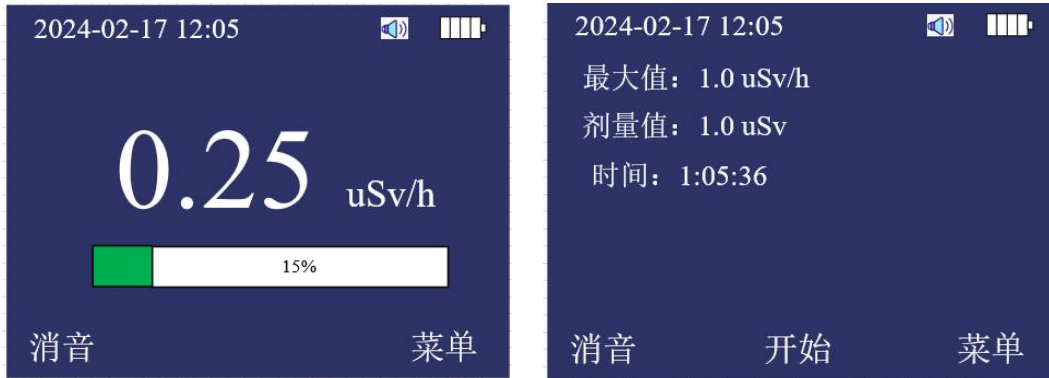 2024-02-17 12:05
0.25 uSv/h
15%
消音 菜单
2024-02-17 12:05
最大值：1.0 uSv/h
剂量值：1.0 uSv
时间：1:05:36
消音 开始 菜单